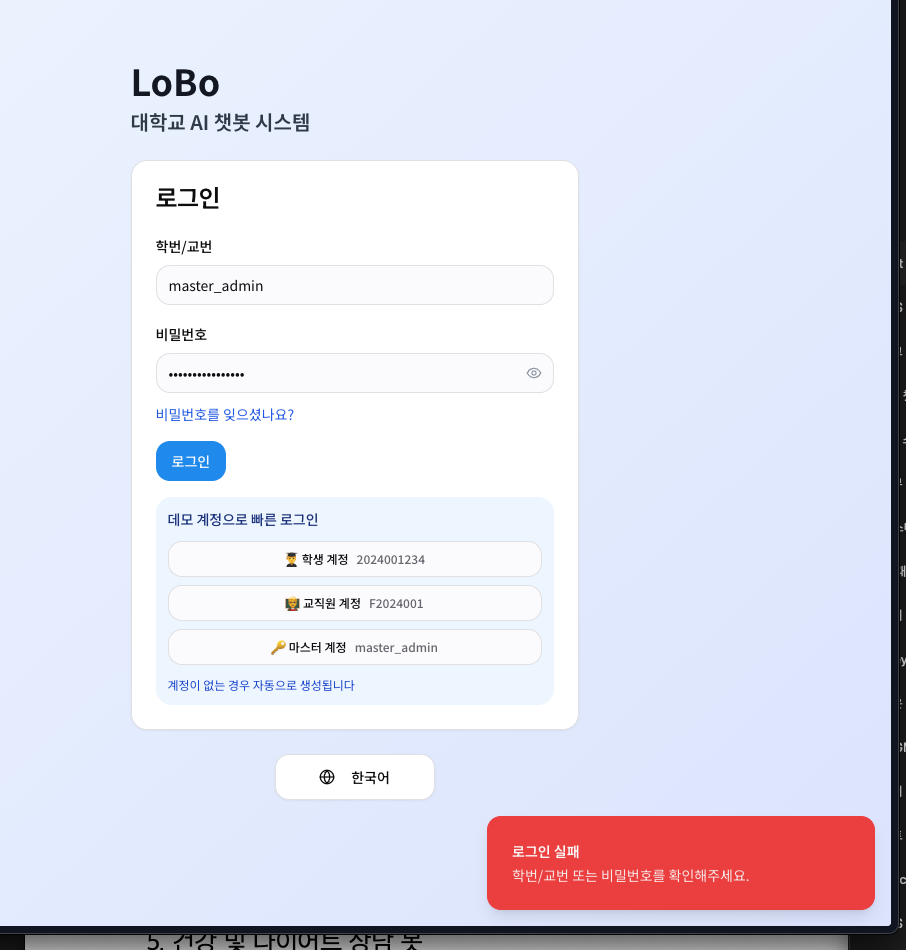 LoBo
대학교 AI 챗봇 시스템
로그인
학번/교번
master_admin
비밀번호
••••••••••••••••
비밀번호를 잊으셨나요?
로그인
데모 계정으로 빠른 로그인
학생 계정 2024001234
교직원 계정 F2024001
마스터 계정 master_admin
계정이 없는 경우 자동으로 생성됩니다
한국어
로그인 실패
학번/교번 또는 비밀번호를 확인해주세요.
5. 건강 및 다이어트 상담 봇